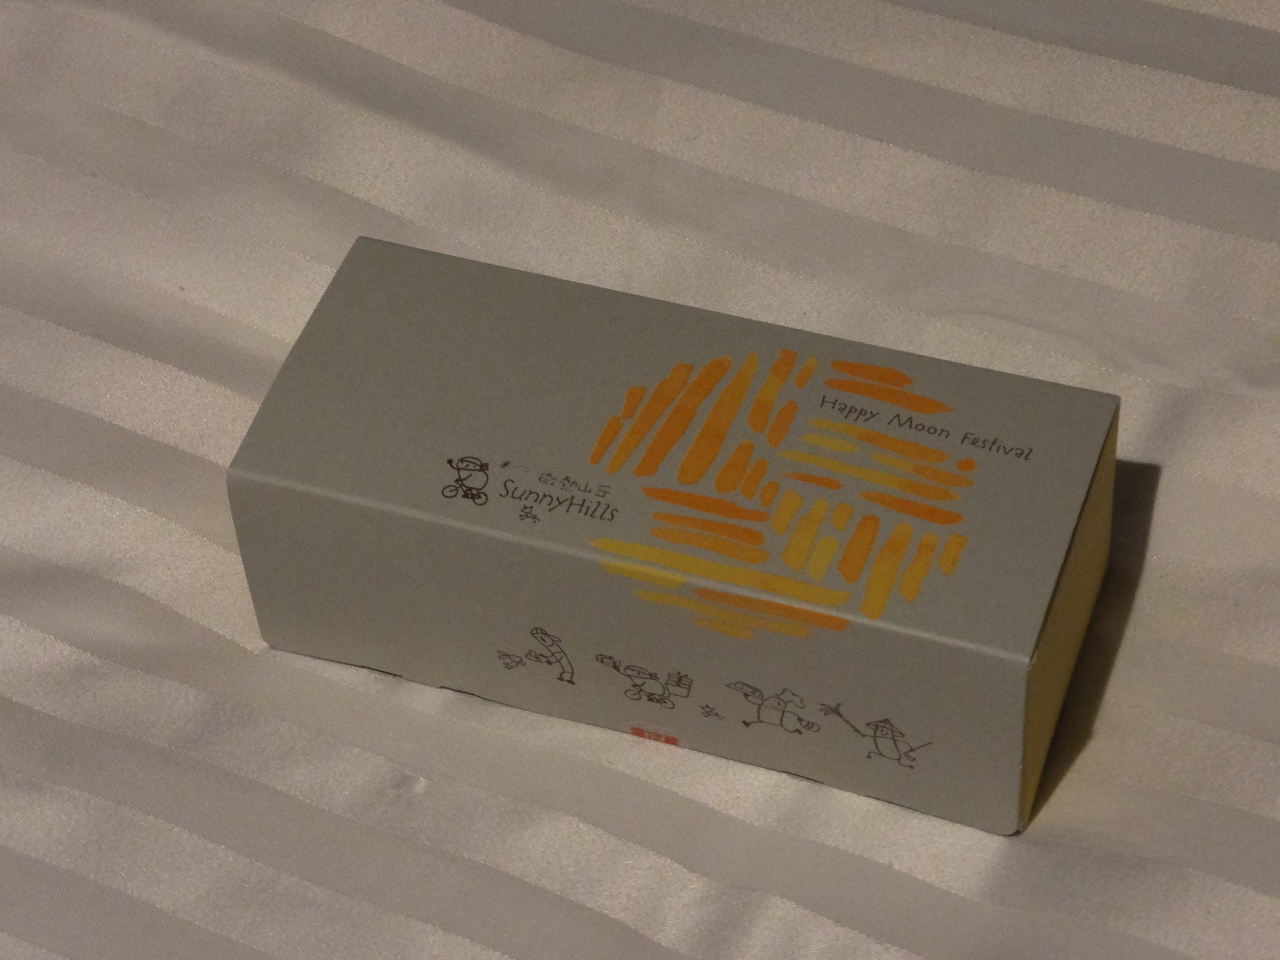 Happy Moon Festival
微熱山丘
SunnyHills